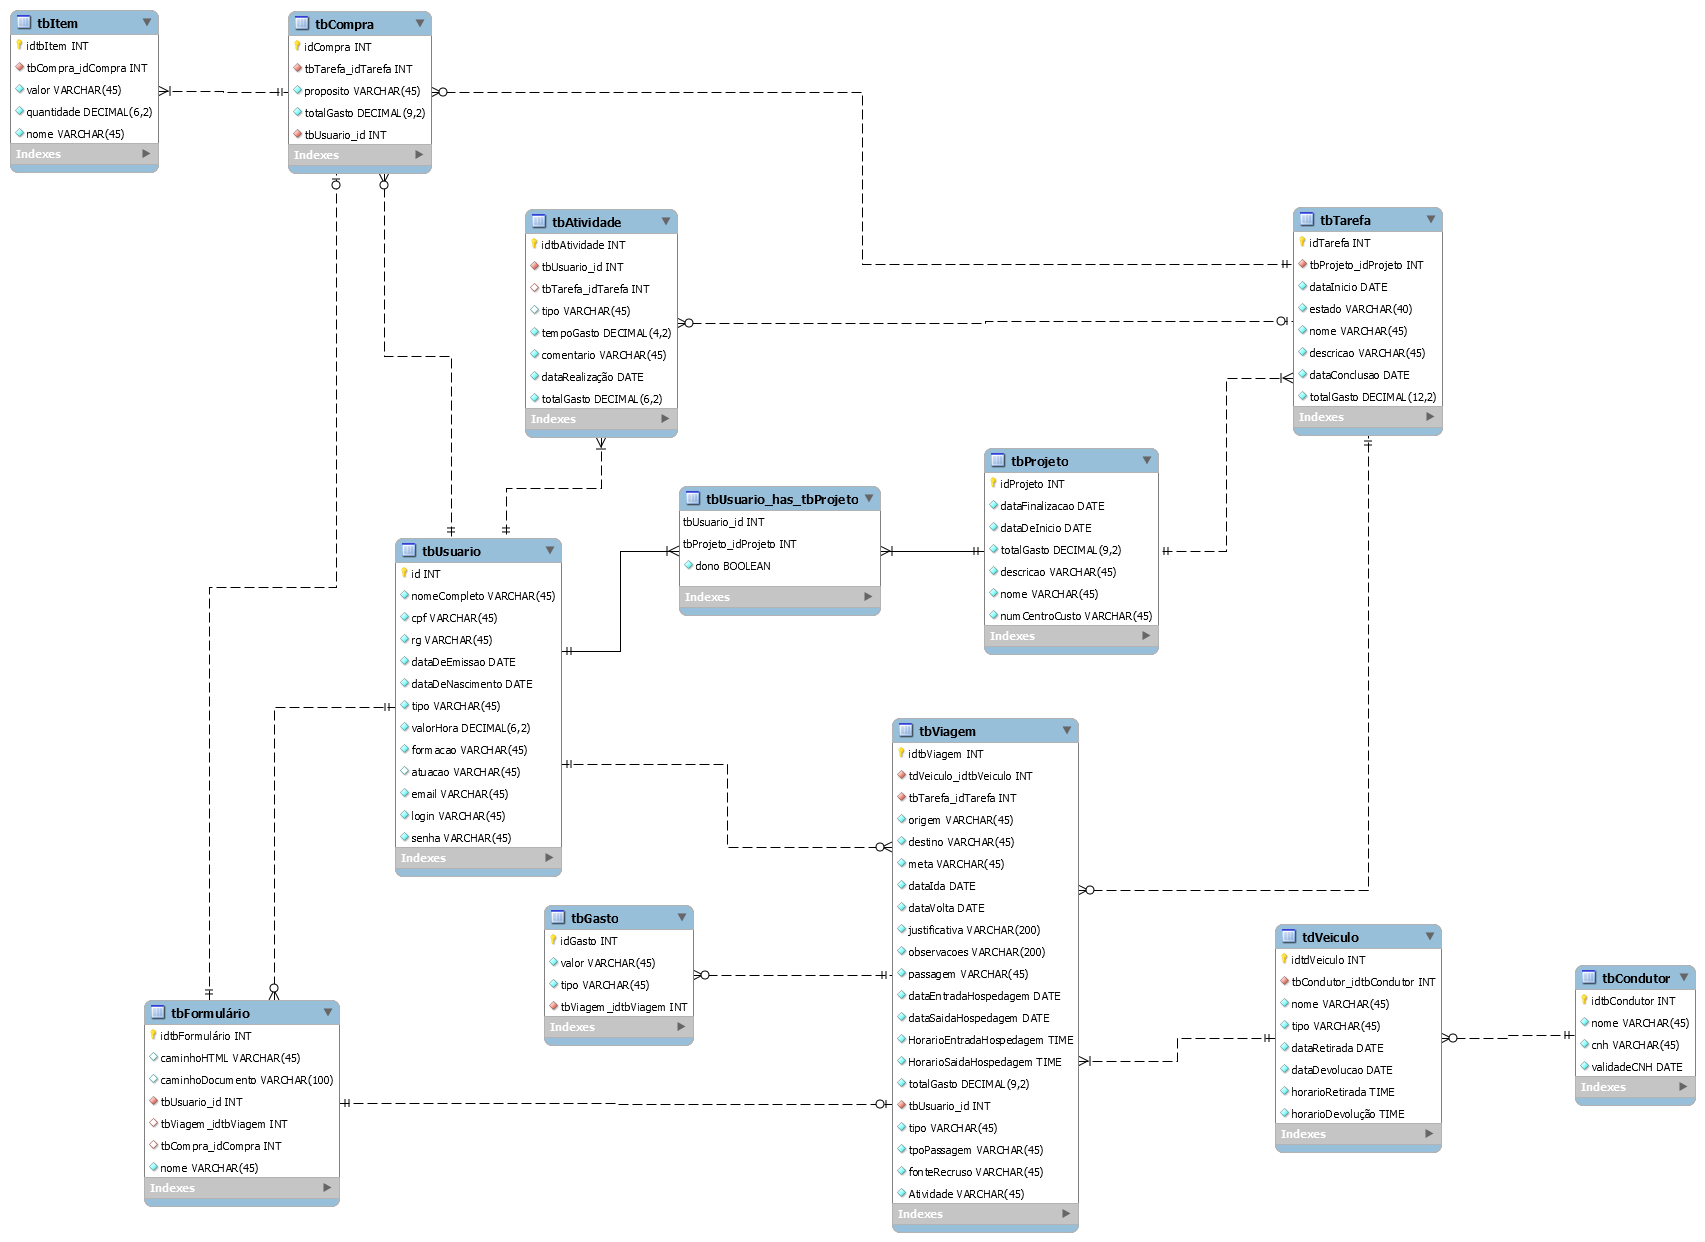 tbItem
idtbItem INT
tbCompra_idCompra INT
valor VARCHAR(45)
quantidade DECIMAL(6,2)
nome VARCHAR(45)
Indexes
tbCompra
idCompra INT
tbTarefa_idTarefa INT
proposito VARCHAR(45)
totalGasto DECIMAL(9,2)
tbUsuario_id INT
Indexes
tbAtividade
idtbAtividade INT
tbUsuario_id INT
tbTarefa_idTarefa INT
tipo VARCHAR(45)
tempoGasto DECIMAL(4,2)
comentario VARCHAR(45)
dataRealização DATE
totalGasto DECIMAL(6,2)
Indexes
tbTarefa
idTarefa INT
tbProjeto_idProjeto INT
dataInicio DATE
estado VARCHAR(40)
nome VARCHAR(45)
descricao VARCHAR(45)
dataConclusao DATE
totalGasto DECIMAL(12,2)
Indexes
tbProjeto
idProjeto INT
dataFinalizacao DATE
dataDeInicio DATE
totalGasto DECIMAL(9,2)
descricao VARCHAR(45)
nome VARCHAR(45)
numCentroCusto VARCHAR(45)
Indexes
tbUsuario_has_tbProjeto
tbUsuario_id INT
tbProjeto_idProjeto INT
dono BOOLEAN
Indexes
tbUsuario
id INT
nomeCompleto VARCHAR(45)
cpf VARCHAR(45)
rg VARCHAR(45)
dataDeEmissao DATE
dataDeNascimento DATE
tipo VARCHAR(45)
valorHora DECIMAL(6,2)
formacao VARCHAR(45)
atuacao VARCHAR(45)
email VARCHAR(45)
login VARCHAR(45)
senha VARCHAR(45)
Indexes
tbViagem
idtbViagem INT
tdVeiculo_idtbVeiculo INT
tbTarefa_idTarefa INT
origem VARCHAR(45)
destino VARCHAR(45)
meta VARCHAR(45)
dataIda DATE
dataVolta DATE
justificativa VARCHAR(200)
observacoes VARCHAR(200)
passagem VARCHAR(45)
dataEntradaHospedagem DATE
dataSaidaHospedagem DATE
HorarioEntradaHospedagem TIME
HorarioSaidaHospedagem TIME
totalGasto DECIMAL(9,2)
tbUsuario_id INT
tipo VARCHAR(45)
tpoPassagem VARCHAR(45)
fonteRecruso VARCHAR(45)
Atividade VARCHAR(45)
Indexes
tbGasto
idGasto INT
valor VARCHAR(45)
tipo VARCHAR(45)
tbViagem_idtbViagem INT
Indexes
tdVeiculo
idtdVeiculo INT
tbCondutor_idtbCondutor INT
nome VARCHAR(45)
tipo VARCHAR(45)
dataRetirada DATE
dataDevolucao DATE
horarioRetirada TIME
horarioDevolução TIME
Indexes
tbCondutor
idtbCondutor INT
nome VARCHAR(45)
cnh VARCHAR(45)
validadeCNH DATE
Indexes
tbFormulário
idtbFormulário INT
caminhoHTML VARCHAR(45)
caminhoDocumento VARCHAR(100)
tbUsuario_id INT
tbViagem_idtbViagem INT
tbCompra_idCompra INT
nome VARCHAR(45)
Indexes